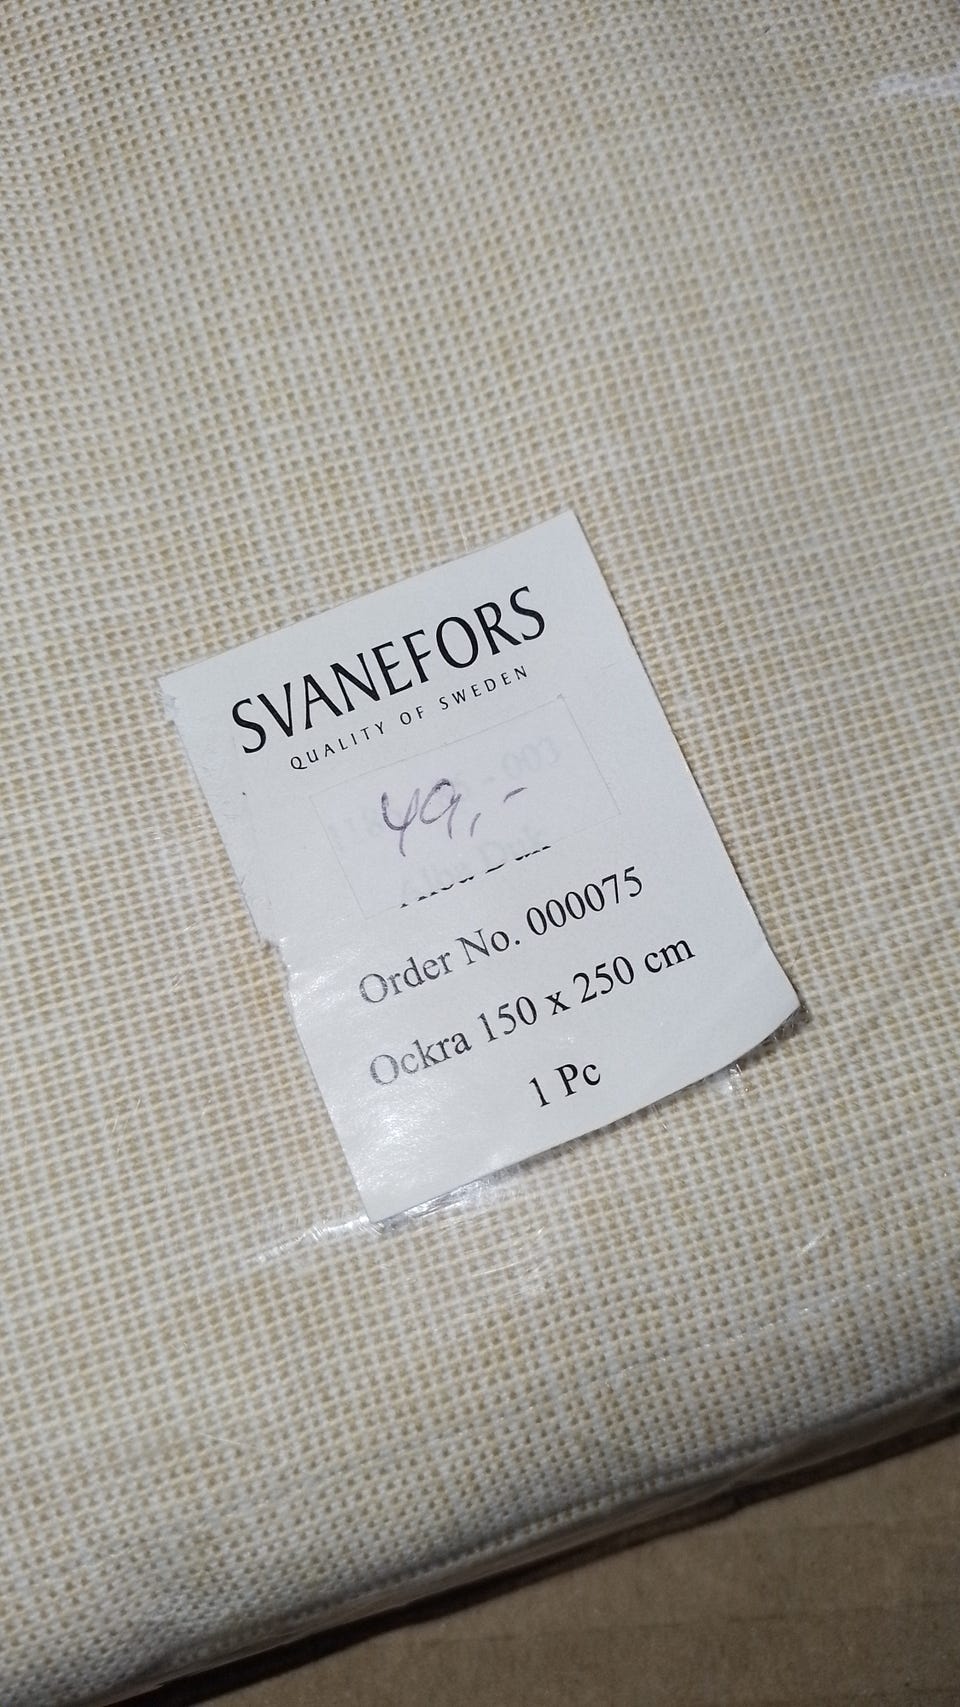 SVANEFORS
QUALITY OF SWEDEN
49,-
Order No. 000075
Ockra 150 x 250 cm
1 Pc